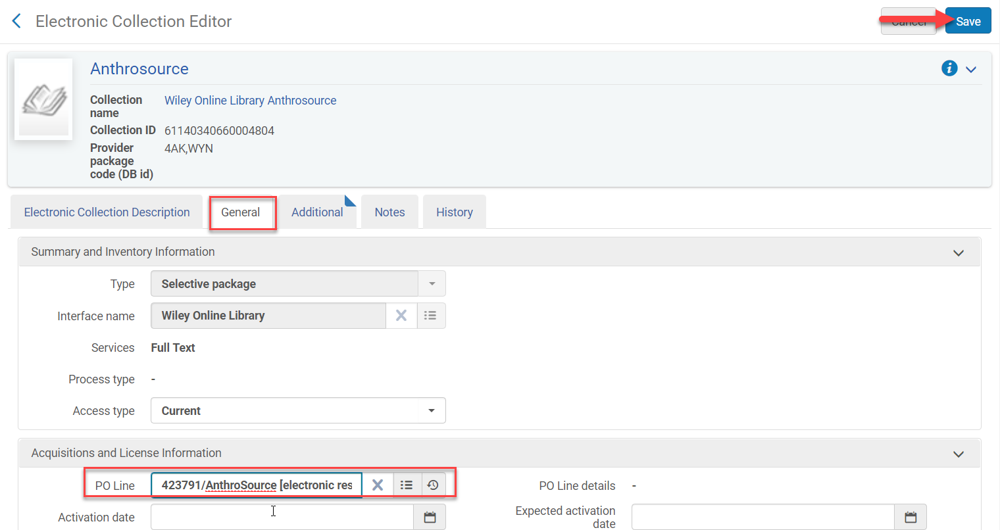 Electronic Collection Editor
Cancel
Save
Anthrosource
Collection name
Wiley Online Library Anthrosource
Collection ID
61140340660004804
Provider package code (DB id)
4AK,WYN
Electronic Collection Description
General
Additional
Notes
History
Summary and Inventory Information
Type
Selective package
Interface name
Wiley Online Library
Services
Full Text
Process type
-
Access type
Current
Acquisitions and License Information
PO Line
423791/AnthroSource [electronic res
PO Line details
-
Activation date
Expected activation date